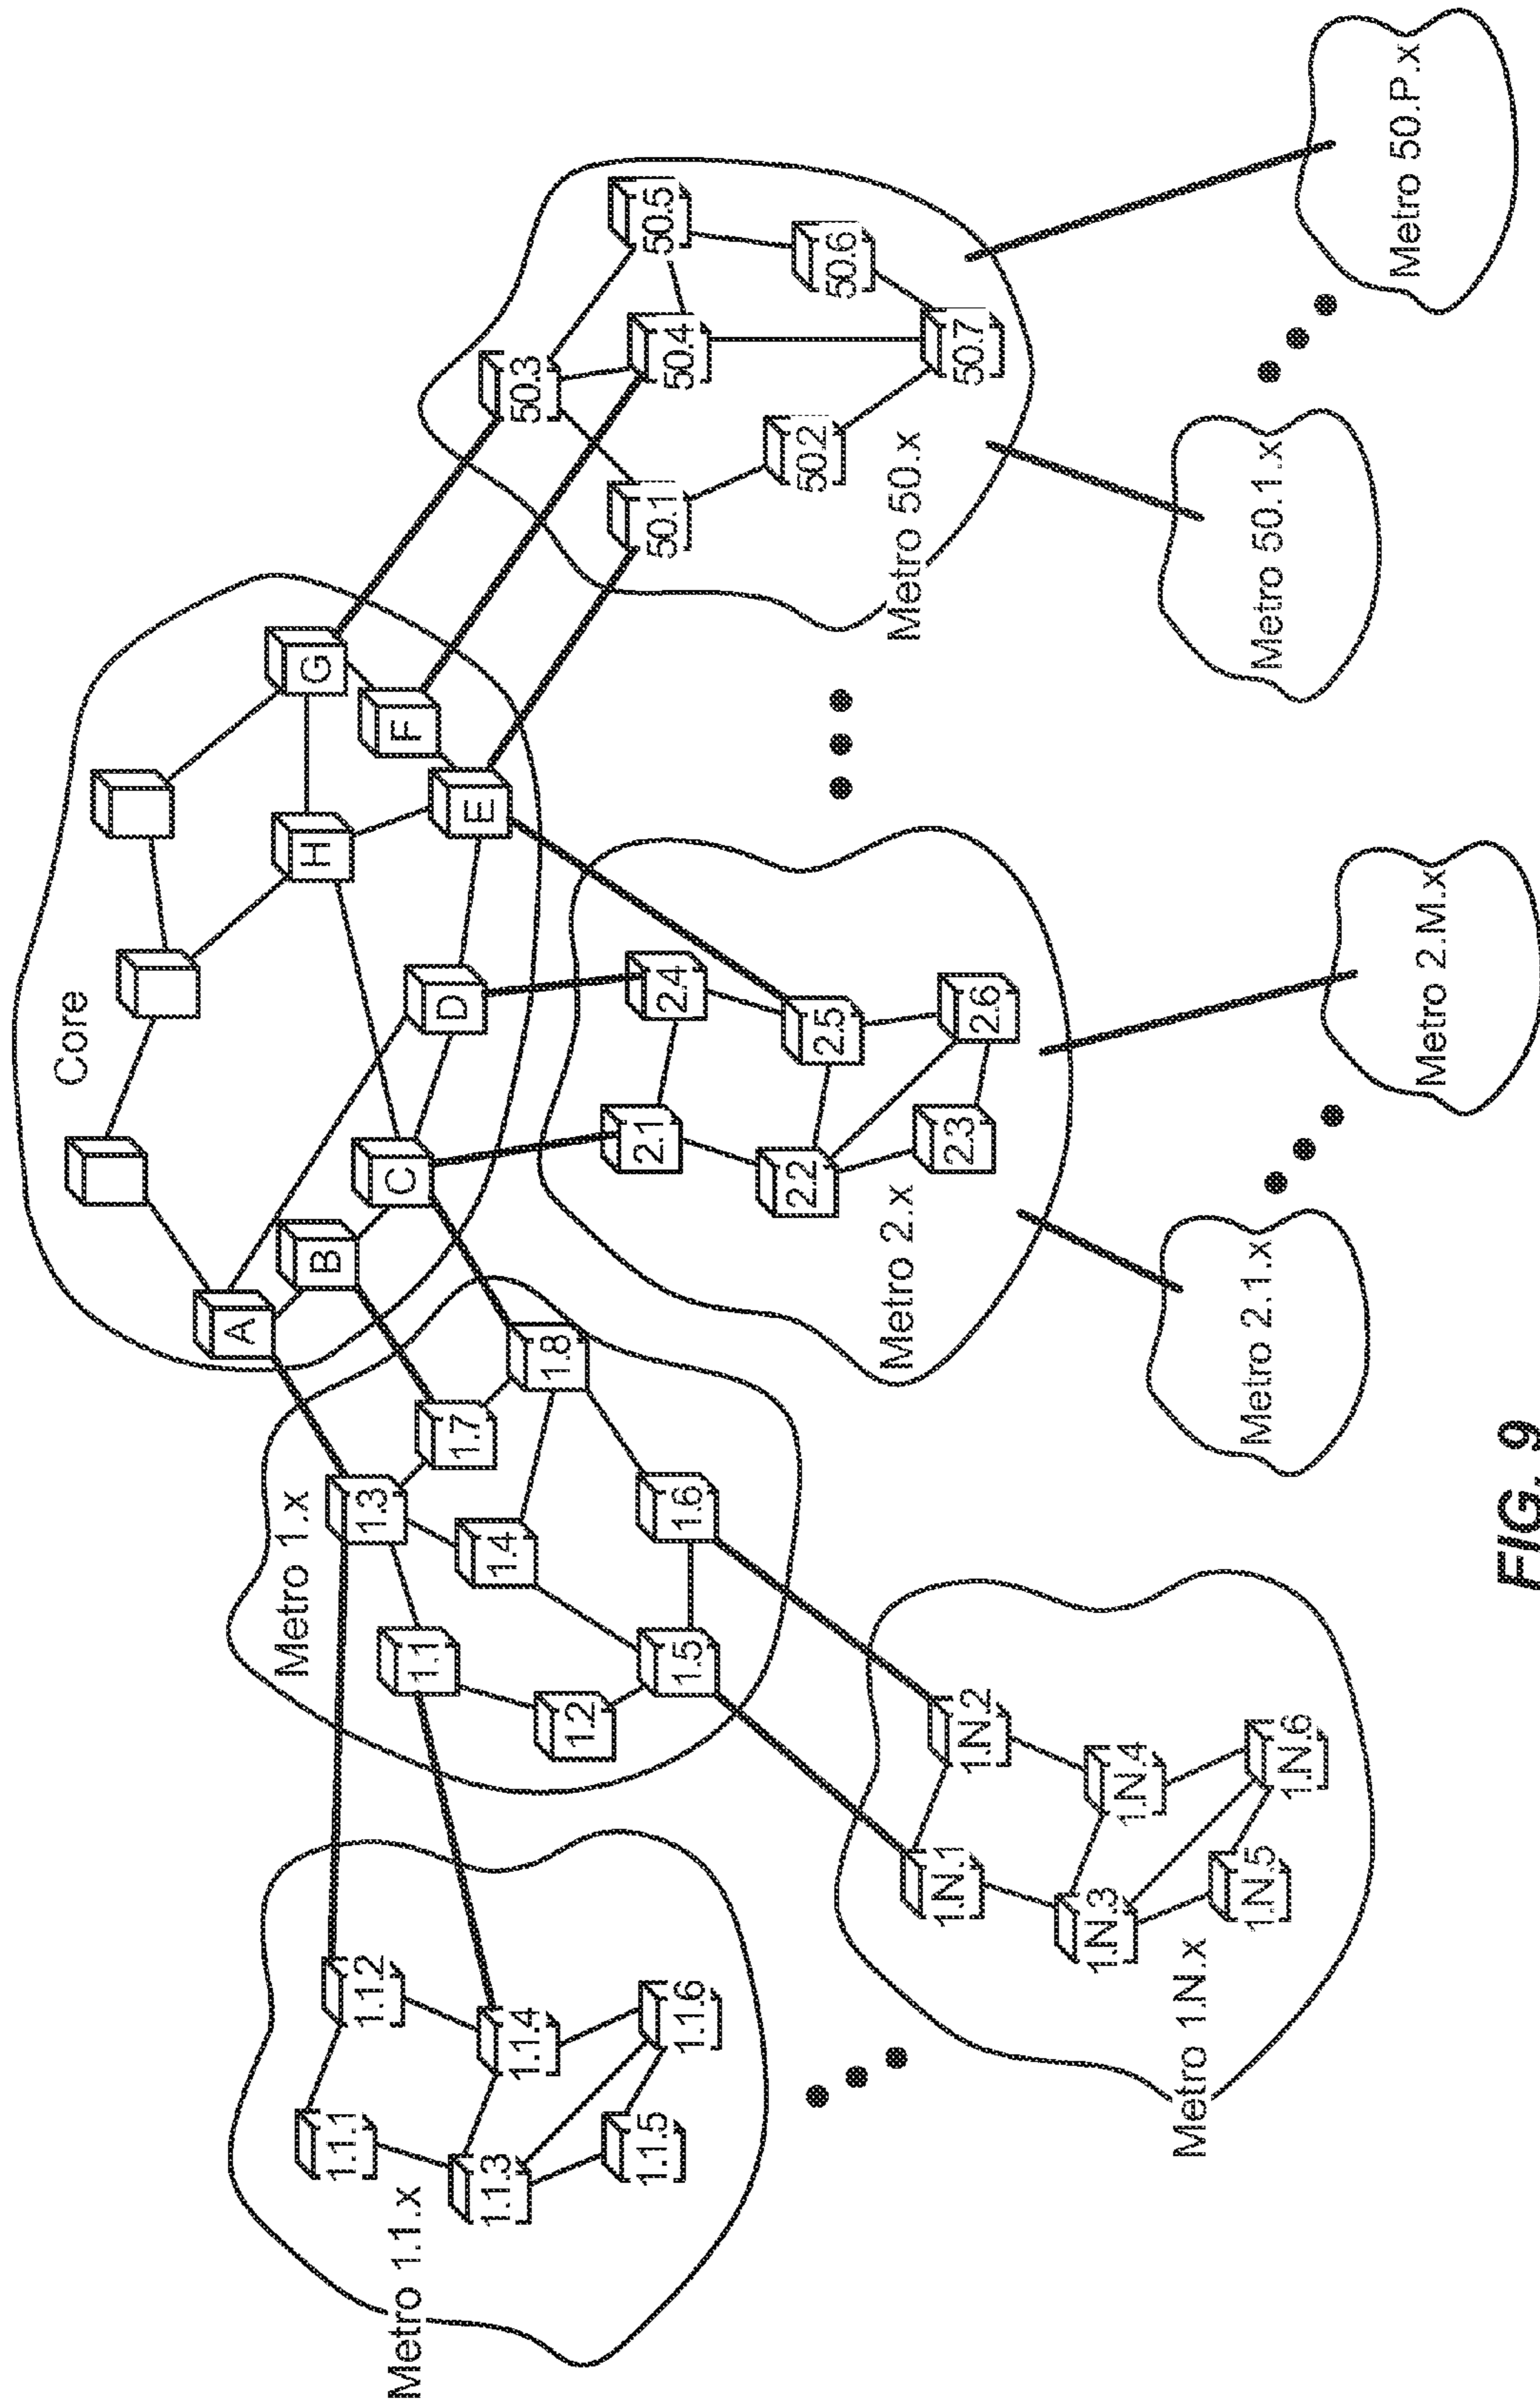 Core
A
B
C
D
E
F
G
H
Metro 1.x
1.1
1.2
1.3
1.4
1.5
1.6
1.7
1.8
Metro 1.1.x
1.1.1
1.1.2
1.1.3
1.1.4
1.1.5
1.1.6
Metro 1.N.x
1.N.1
1.N.2
1.N.3
1.N.4
1.N.5
1.N.6
Metro 2.x
2.1
2.2
2.3
2.4
2.5
2.6
Metro 2.1.x
Metro 2.M.x
Metro 50.x
50.1
50.2
50.3
50.4
50.5
50.6
50.7
Metro 50.1.x
Metro 50.P.x
FIG. 9